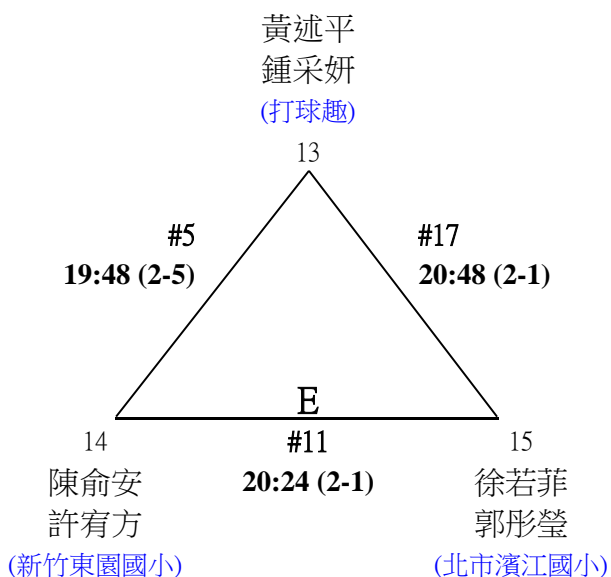 黃述平
鍾采妍
(打球趣)
13
#5
19:48 (2-5)
#17
20:48 (2-1)
E
14
#11
15
陳俞安
20:24 (2-1)
徐若菲
許宥方
郭彤瑩
(新竹東園國小)
(北市濱江國小)